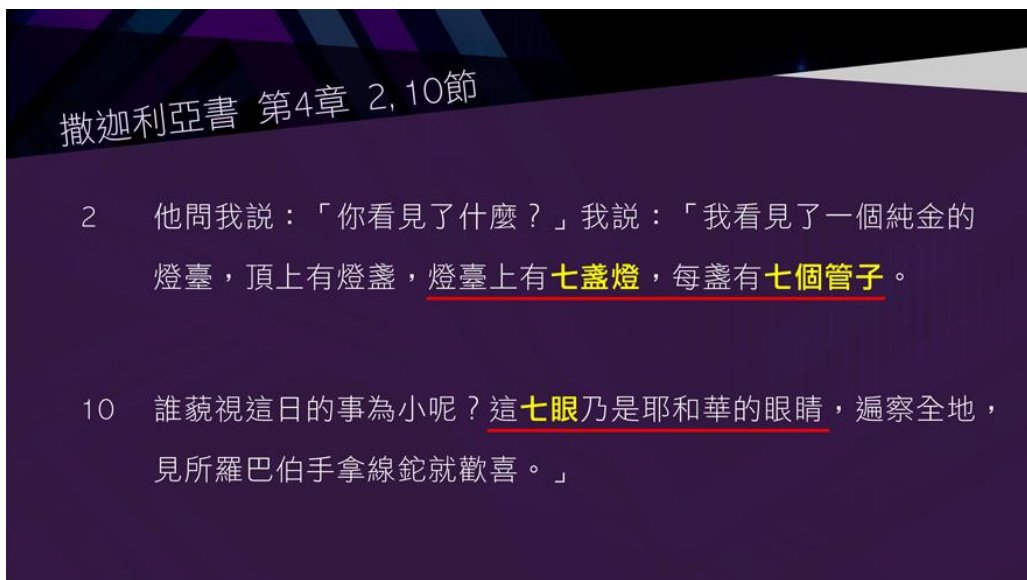 撒迦利亞書 第4章 2, 10節
2 他問我説：「你看見了什麼？」我説：「我看見了一個純金的
燈臺，頂上有燈盞，燈臺上有七盞燈，每盞有七個管子。
10 誰藐視這日的事為小呢？這七眼乃是耶和華的眼睛，遍察全地，
見所羅巴伯手拿線鉈就歡喜。」